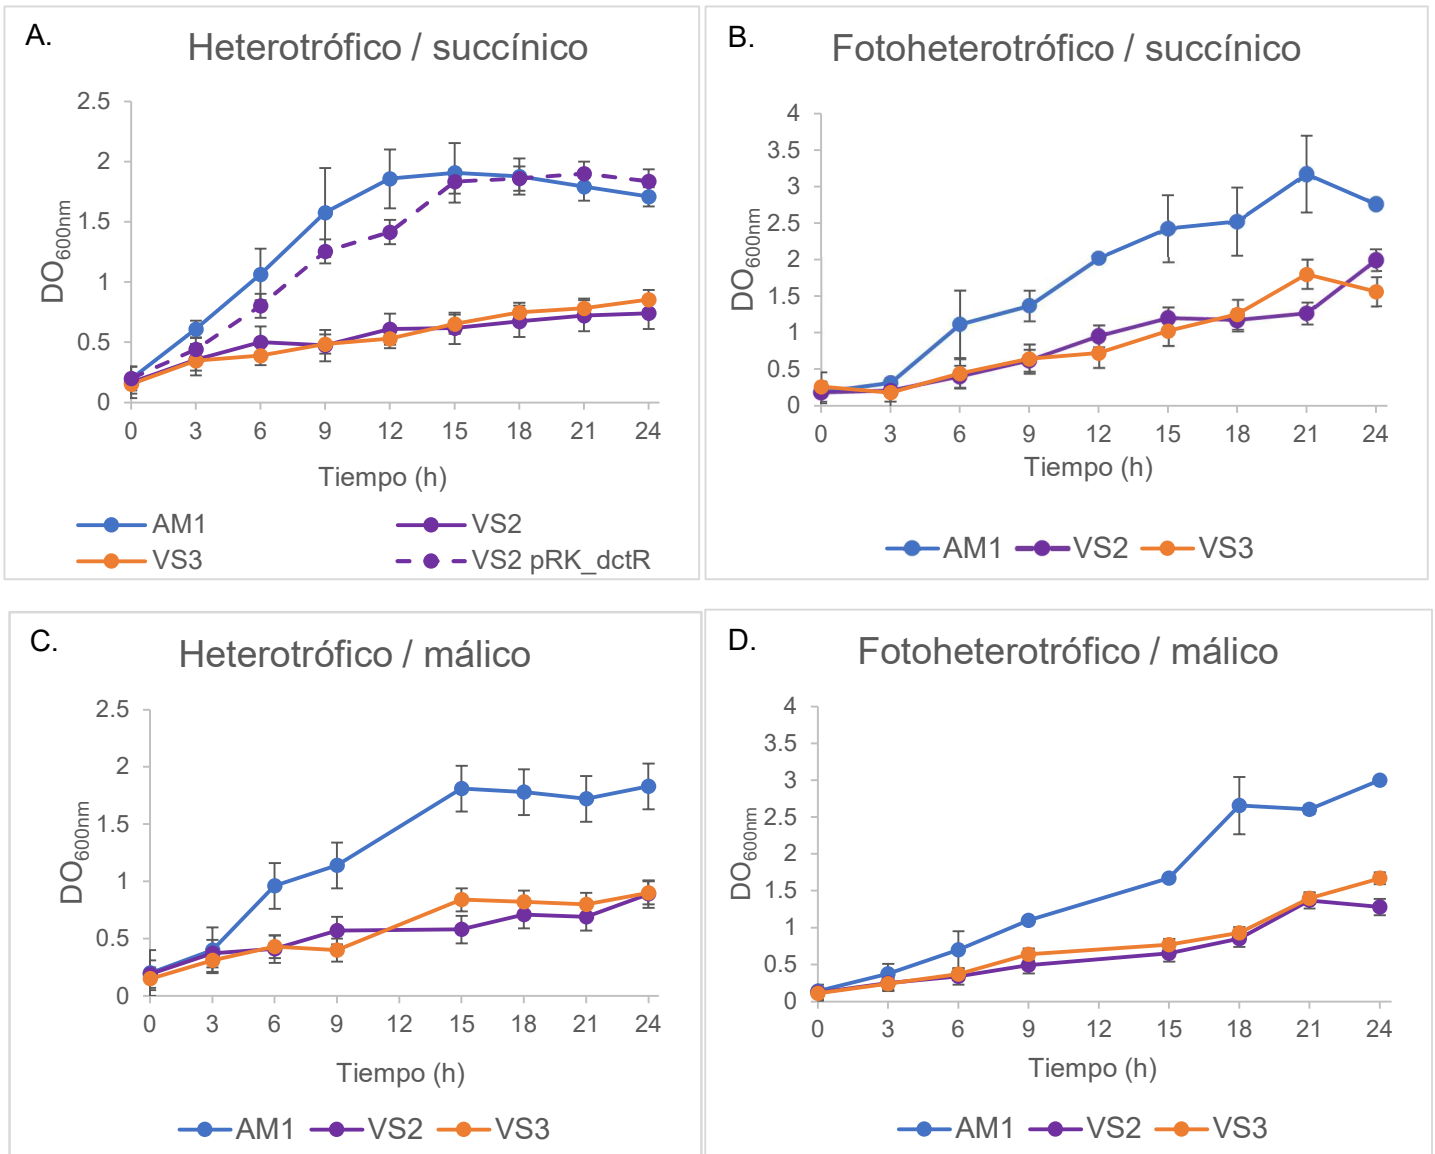 A.
Heterotrófico / succínico
2.5
2
1.5
1
0.5
0
DO600nm
0 3 6 9 12 15 18 21 24
Tiempo (h)
AM1 VS2
VS3 VS2 pRK_dctR
B.
Fotoheterotrófico / succínico
4
3.5
3
2.5
2
1.5
1
0.5
0
DO600nm
0 3 6 9 12 15 18 21 24
Tiempo (h)
AM1 VS2 VS3
C.
Heterotrófico / málico
2.5
2
1.5
1
0.5
0
DO600nm
0 3 6 9 12 15 18 21 24
Tiempo (h)
AM1 VS2 VS3
D.
Fotoheterotrófico / málico
4
3.5
3
2.5
2
1.5
1
0.5
0
DO600nm
0 3 6 9 12 15 18 21 24
Tiempo (h)
AM1 VS2 VS3